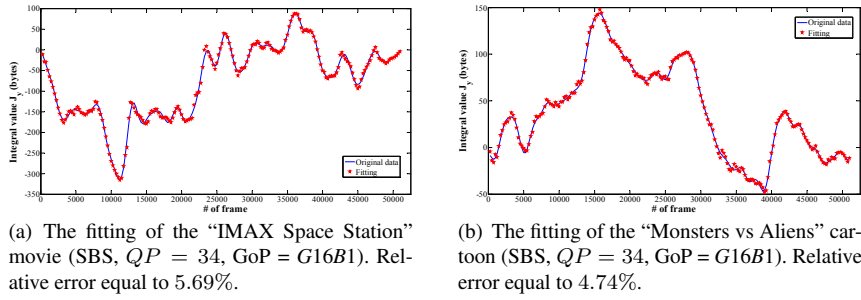 100
50
0
-50
-100
-150
-200
-250
-300
-350
Integral value J_y (bytes)
0 5000 10000 15000 20000 25000 30000 35000 40000 45000 50000
# of frame
Original data
Fitting
(a) The fitting of the “IMAX Space Station”
movie (SBS, QP = 34, GoP = G16B1). Rel-
ative error equal to 5.69%.
150
100
50
0
-50
Integral value J_y (bytes)
0 5000 10000 15000 20000 25000 30000 35000 40000 45000 50000
# of frame
Original data
Fitting
(b) The fitting of the “Monsters vs Aliens” car-
toon (SBS, QP = 34, GoP = G16B1). Relative
error equal to 4.74%.